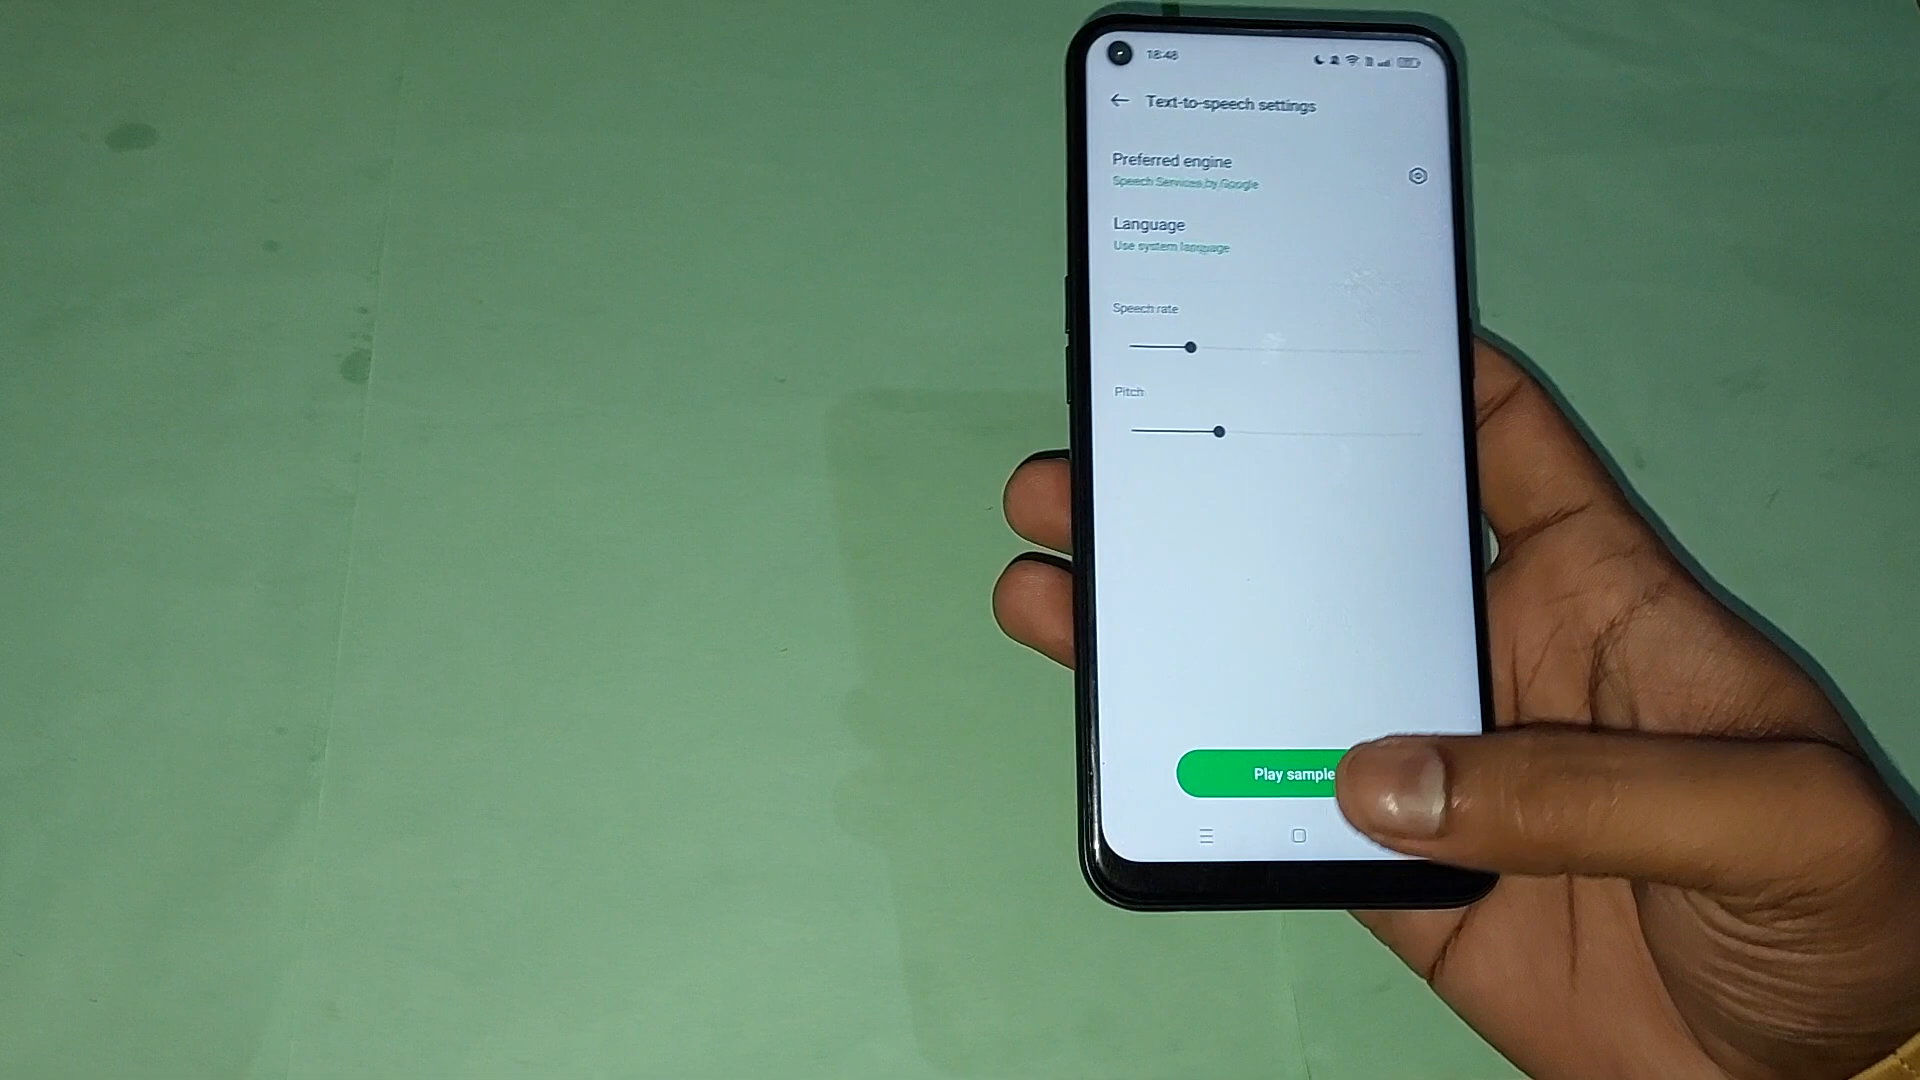 18:48
Text-to-speech settings
Preferred engine
Speech Services by Google
Language
Use system language
Speech rate
Pitch
Play sample